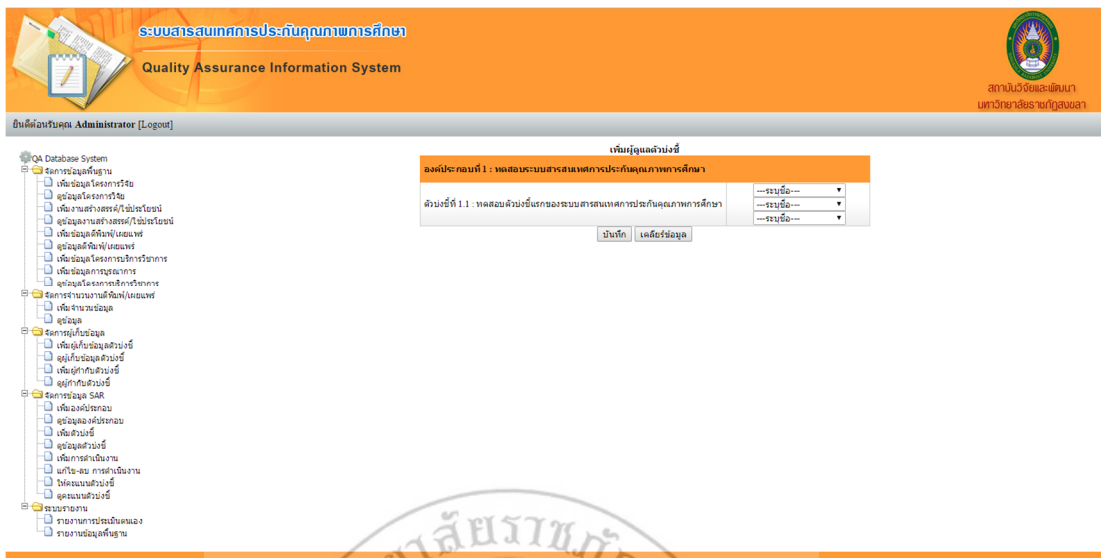 ระบบสารสนเทศการประกันคุณภาพการศึกษา
Quality Assurance Information System
สถาบันวิจัยและพัฒนา
มหาวิทยาลัยราชภัฏสงขลา
ยินดีต้อนรับคุณ Administrator [Logout]
QA Database System
จัดการข้อมูลพื้นฐาน
เพิ่มข้อมูลโครงการวิจัย
ดูข้อมูลโครงการวิจัย
เพิ่มงานสร้างสรรค์/ใช้ประโยชน์
ดูข้อมูลงานสร้างสรรค์/ใช้ประโยชน์
เพิ่มข้อมูลตีพิมพ์/เผยแพร่
ดูข้อมูลตีพิมพ์/เผยแพร่
เพิ่มข้อมูลโครงการบริการวิชาการ
เพิ่มข้อมูลการบูรณาการ
ดูข้อมูลโครงการบริการวิชาการ
จัดการจำนวนงานตีพิมพ์/เผยแพร่
เพิ่มจำนวนข้อมูล
ดูข้อมูล
จัดการผู้เก็บข้อมูล
เพิ่มผู้เก็บข้อมูลตัวบ่งชี้
ดูผู้เก็บข้อมูลตัวบ่งชี้
เพิ่มผู้กำกับตัวบ่งชี้
ดูผู้กำกับตัวบ่งชี้
จัดการข้อมูล SAR
เพิ่มองค์ประกอบ
ดูข้อมูลองค์ประกอบ
เพิ่มตัวบ่งชี้
ดูข้อมูลตัวบ่งชี้
เพิ่มการดำเนินงาน
แก้ไข-ลบ การดำเนินงาน
ให้คะแนนตัวบ่งชี้
ดูคะแนนตัวบ่งชี้
ระบบรายงาน
รายงานการประเมินตนเอง
รายงานข้อมูลพื้นฐาน
เพิ่มผู้ดูแลตัวบ่งชี้
องค์ประกอบที่ 1 : ทดสอบระบบสารสนเทศการประกันคุณภาพการศึกษา
ตัวบ่งชี้ที่ 1.1 : ทดสอบตัวบ่งชี้แรกของระบบสารสนเทศการประกันคุณภาพการศึกษา
---ระบุชื่อ---
---ระบุชื่อ---
---ระบุชื่อ---
บันทึก เคลียร์ข้อมูล